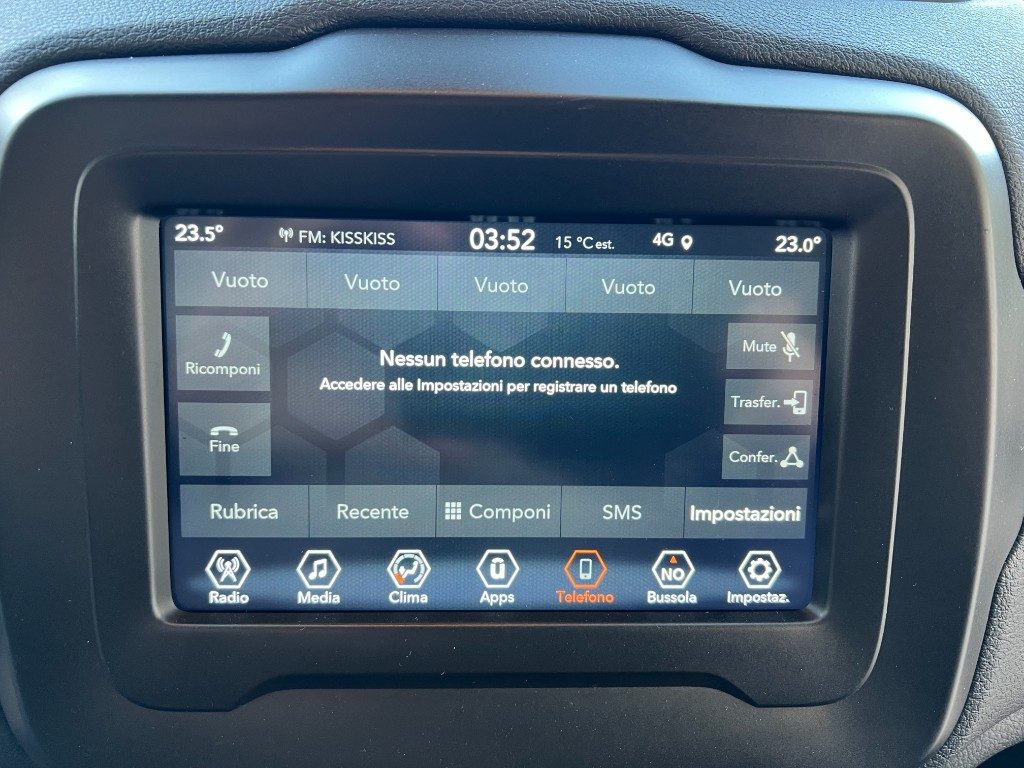 23.5° FM: KISSKISS 03:52 15 °C est. 4G 23.0°
Vuoto Vuoto Vuoto Vuoto Vuoto
Ricomponi
Fine
Nessun telefono connesso.
Accedere alle Impostazioni per registrare un telefono
Mute
Trasfer.
Confer.
Rubrica Recente Componi SMS Impostazioni
NO
Radio Media Clima Apps Telefono Bussola Impostaz.